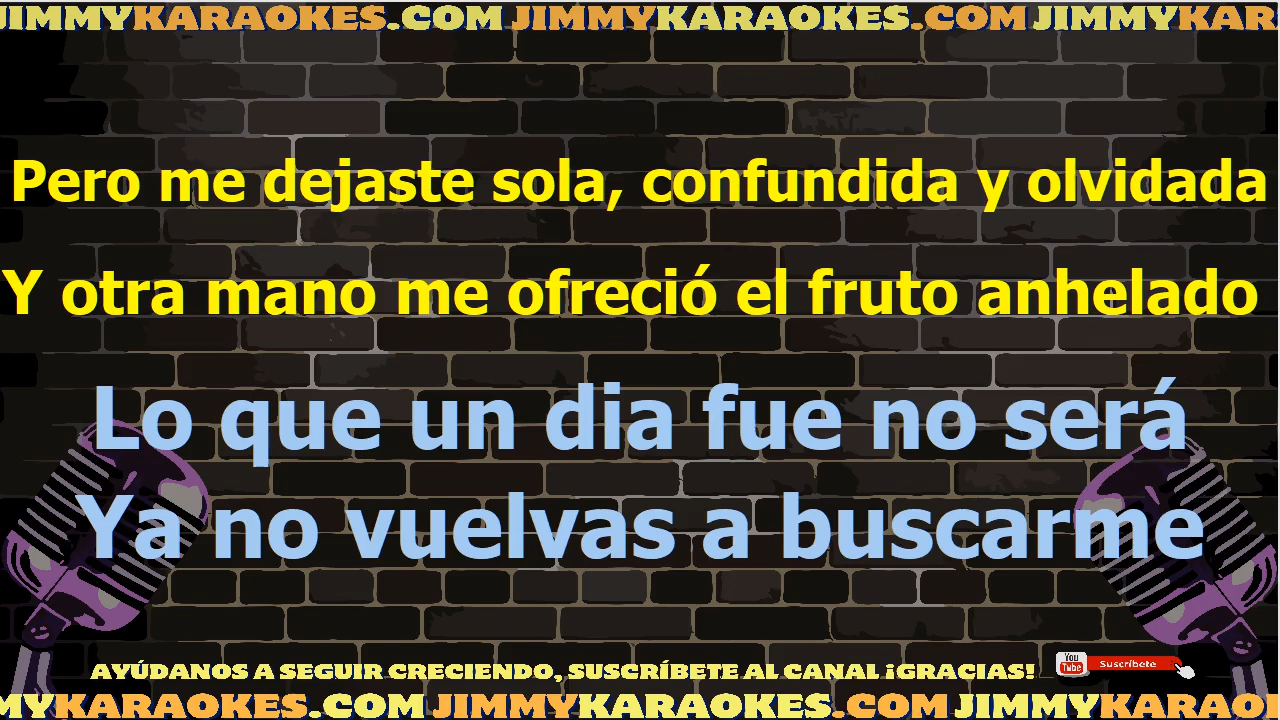 JIMMYKARAOKES.COM JIMMYKARAOKES.COM JIMMYKAR
Pero me dejaste sola, confundida y olvidada
Y otra mano me ofreció el fruto anhelado
Lo que un dia fue no será
Ya no vuelvas a buscarme
AYÚDANOS A SEGUIR CRECIENDO, SUSCRÍBETE AL CANAL ¡GRACIAS!
You Tube Suscríbete
MYKARAOKES.COM JIMMYKARAOKES.COM JIMMYKARAO